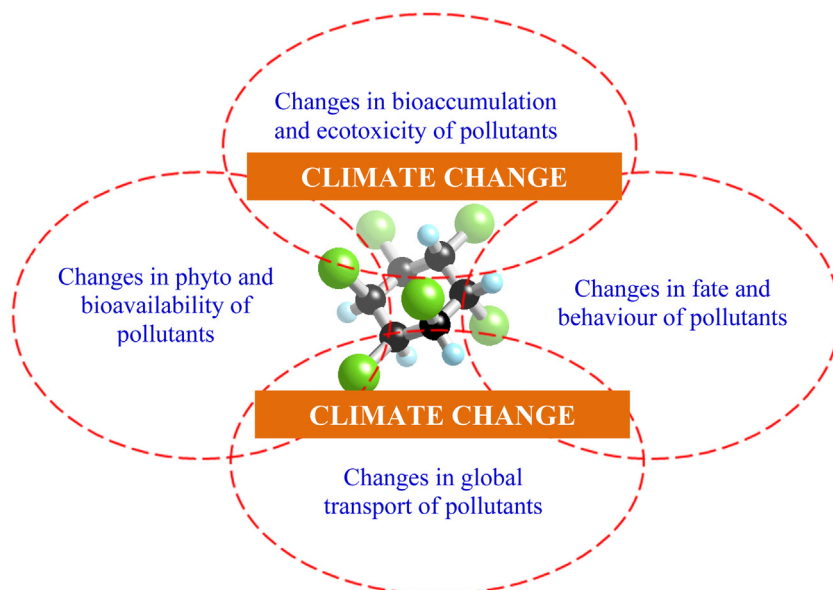 Changes in bioaccumulation
and ecotoxicity of pollutants
CLIMATE CHANGE
Changes in phyto and
bioavailability of
pollutants
Changes in fate and
behaviour of pollutants
CLIMATE CHANGE
Changes in global
transport of pollutants